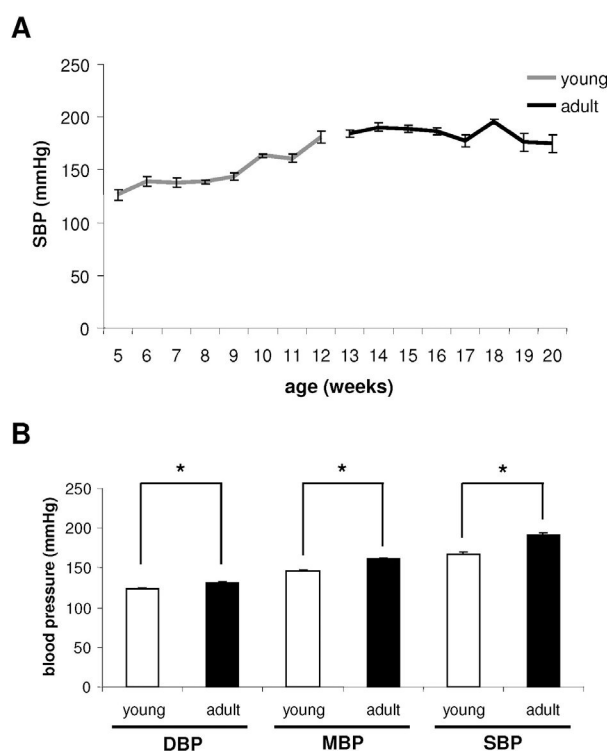 A
250
200
150
100
50
0
SBP (mmHg)
young
adult
5 6 7 8 9 10 11 12 13 14 15 16 17 18 19 20
age (weeks)
B
250
200
150
100
50
0
blood pressure (mmHg)
* * *
young adult young adult young adult
DBP MBP SBP